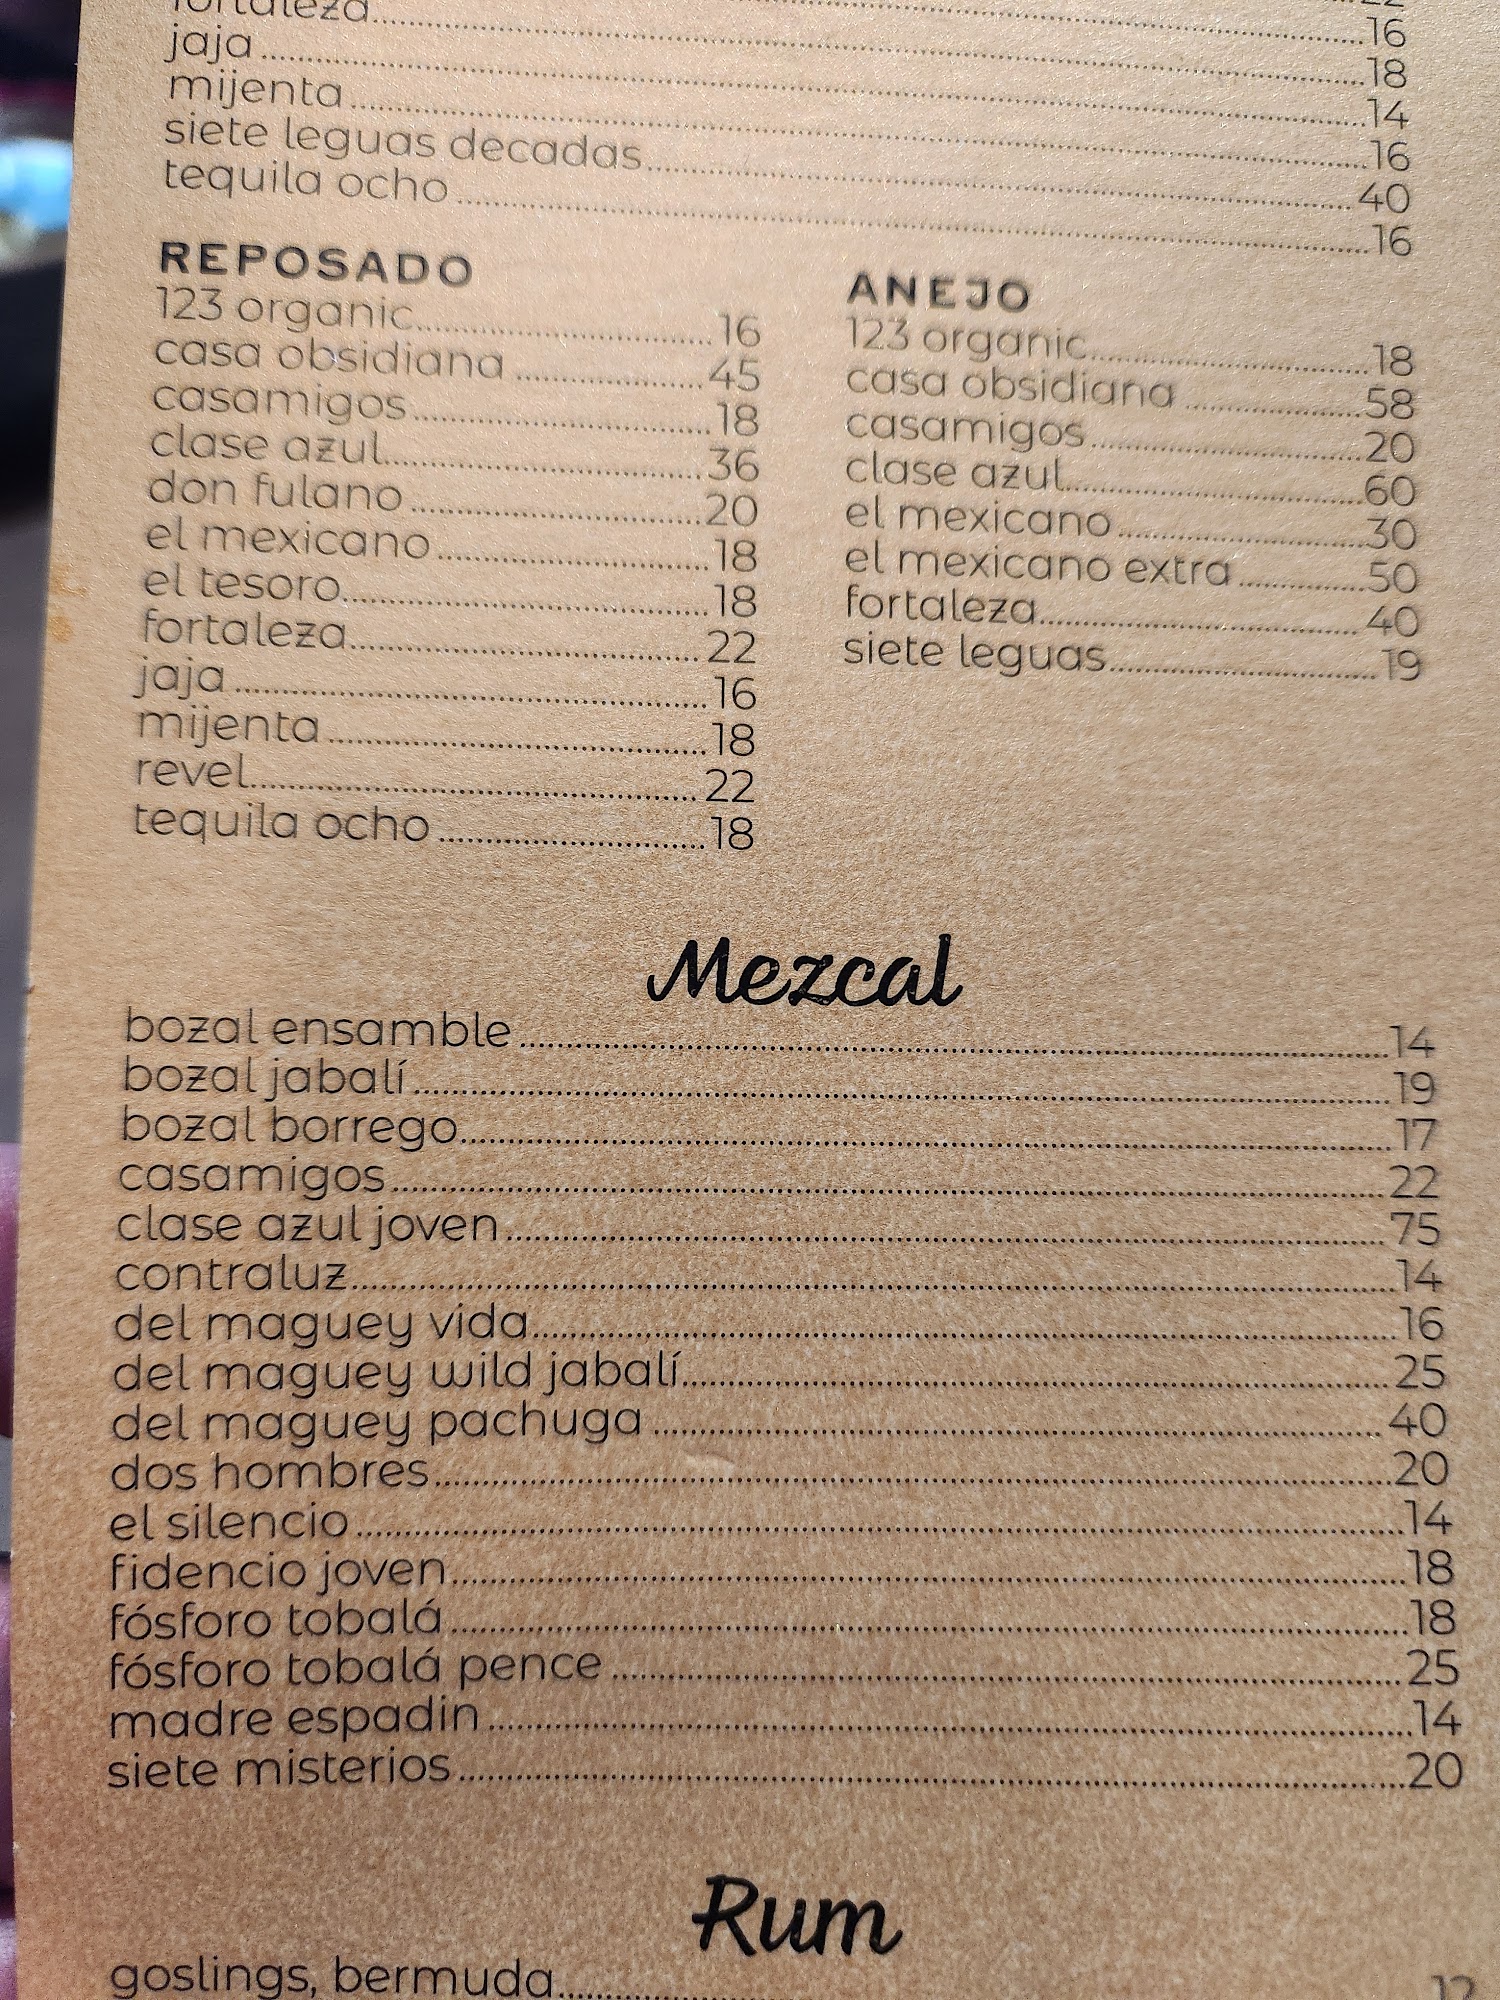 16
fortaleza..........18
jaja..........14
mijenta..........16
siete leguas decadas..........40
tequila ocho..........16
REPOSADO
123 organic..........16
casa obsidiana..........45
casamigos..........18
clase azul..........36
don fulano..........20
el mexicano..........18
el tesoro..........18
fortaleza..........22
jaja..........16
mijenta..........18
revel..........22
tequila ocho..........18
ANEJO
123 organic..........18
casa obsidiana..........58
casamigos..........20
clase azul..........60
el mexicano..........30
el mexicano extra..........50
fortaleza..........40
siete leguas..........19
Mezcal
bozal ensamble..........14
bozal jabalí..........19
bozal borrego..........17
casamigos..........22
clase azul joven..........75
contraluz..........14
del maguey vida..........16
del maguey wild jabalí..........25
del maguey pachuga..........40
dos hombres..........20
el silencio..........14
fidencio joven..........18
fósforo tobalá..........18
fósforo tobalá pence..........25
madre espadin..........14
siete misterios..........20
Rum
goslings, bermuda..........